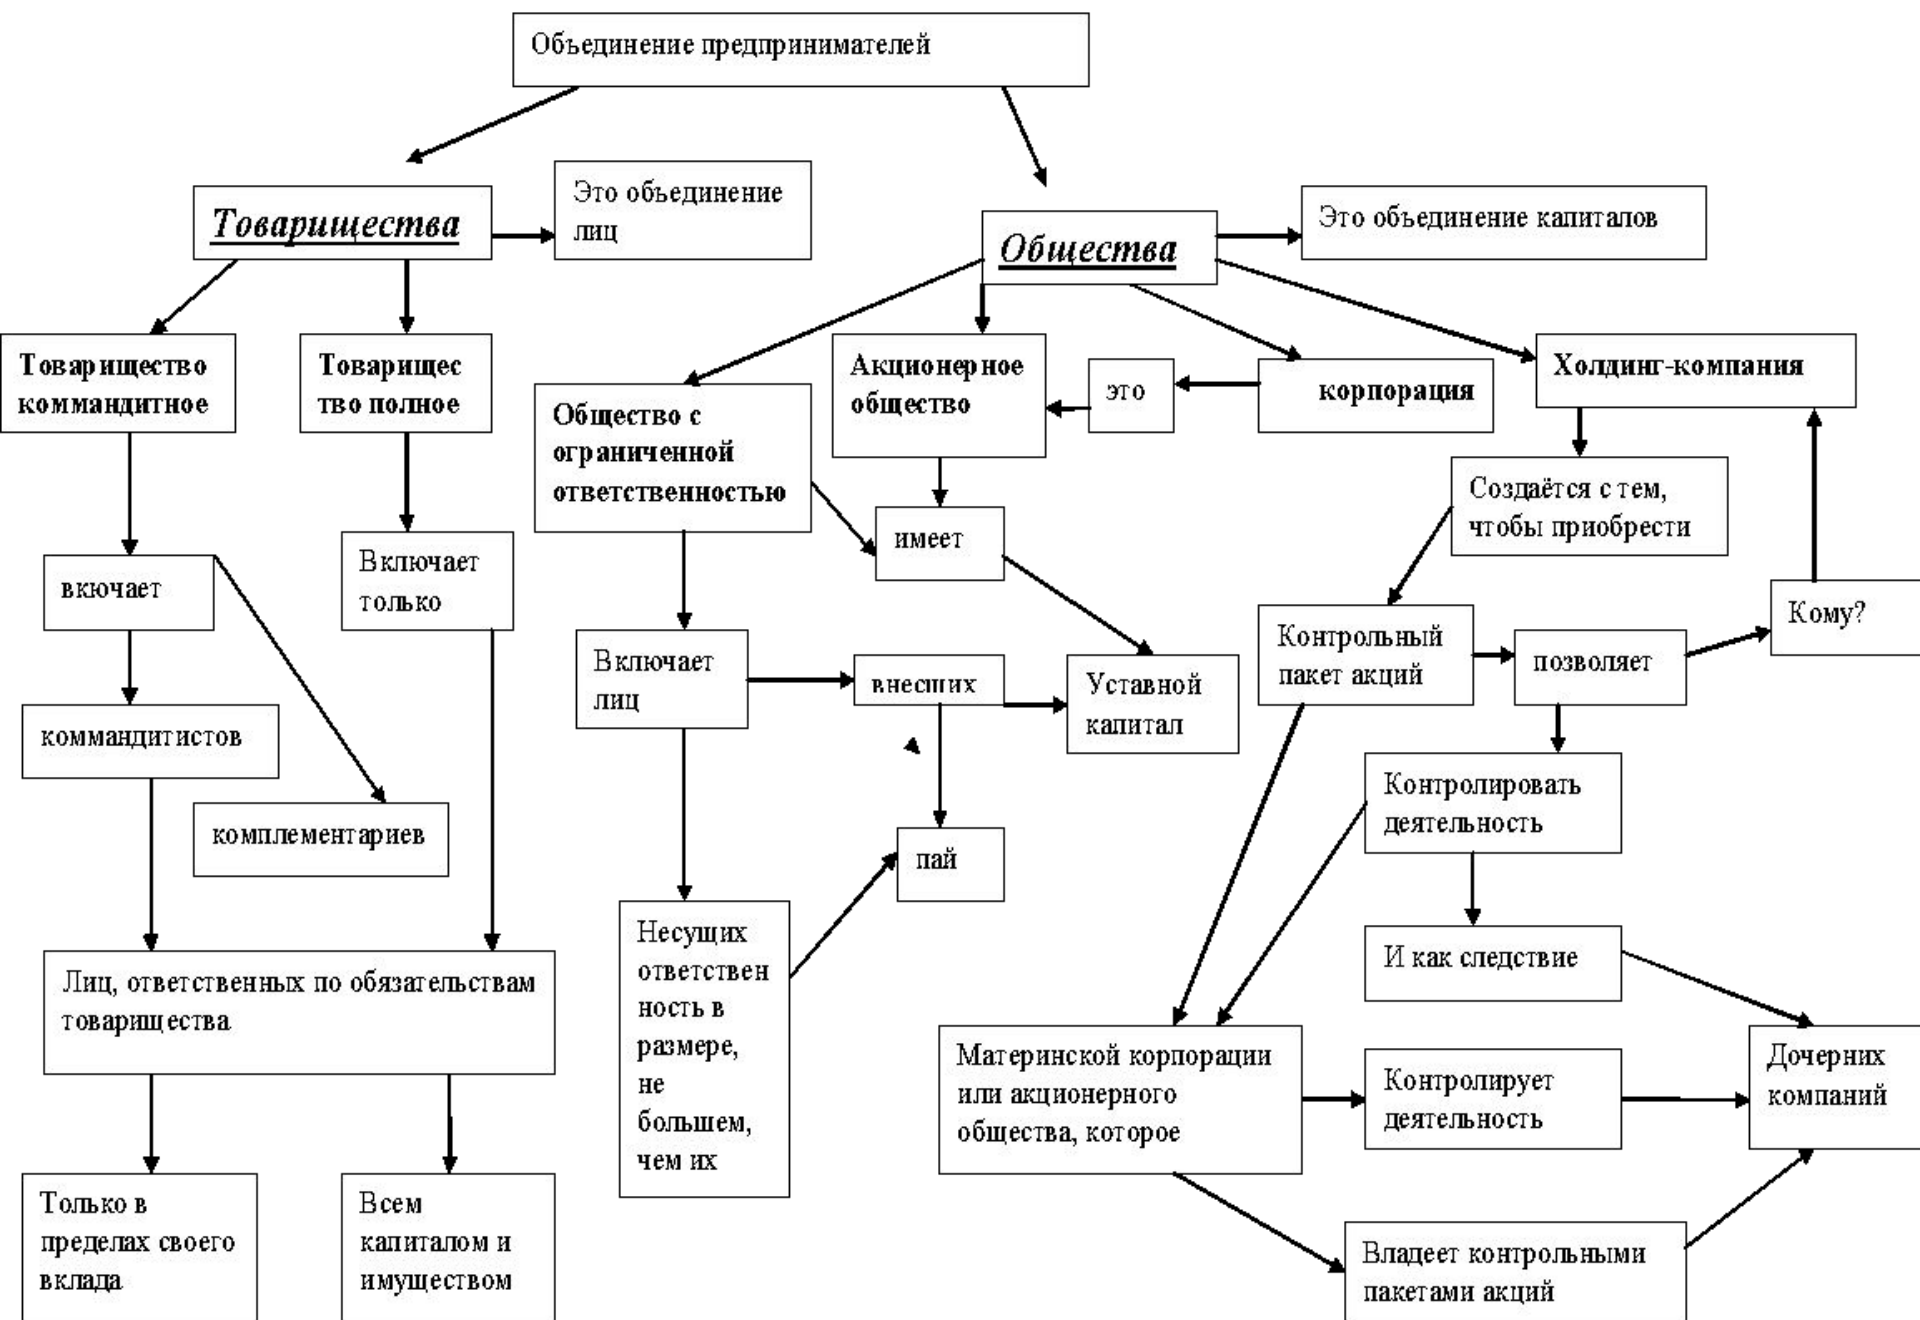 Объединение предпринимателей
Товарищества
Это объединение
лиц
Общества
Это объединение капиталов
Товарищество
коммандитное
Товарищес
тво полное
Общество с
ограниченной
ответственностью
Акционерное
общество
это
корпорация
Холдинг-компания
Создаётся с тем,
чтобы приобрести
вкючает
Включает
только
имеет
Кому?
Контрольный
пакет акций
позволяет
Включает
лиц
внесших
Уставной
капитал
коммандитистов
комплементариев
пай
Контролировать
деятельность
Несущих
ответствен
ность в
размере,
не
большем,
чем их
И как следствие
Лиц, ответственных по обязательствам
товарищества
Материнской корпорации
или акционерного
общества, которое
Контролирует
деятельность
Дочерних
компаний
Только в
пределах своего
вклада
Всем
капиталом и
имуществом
Владеет контрольными
пакетами акций